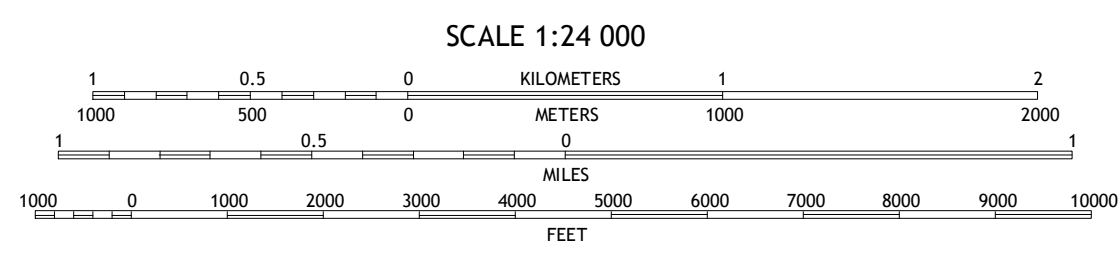 SCALE 1:24 000
1 0.5 0 KILOMETERS 1 2
1000 500 0 METERS 1000 2000
1 0.5 0 1
MILES
1000 0 1000 2000 3000 4000 5000 6000 7000 8000 9000 10000
FEET